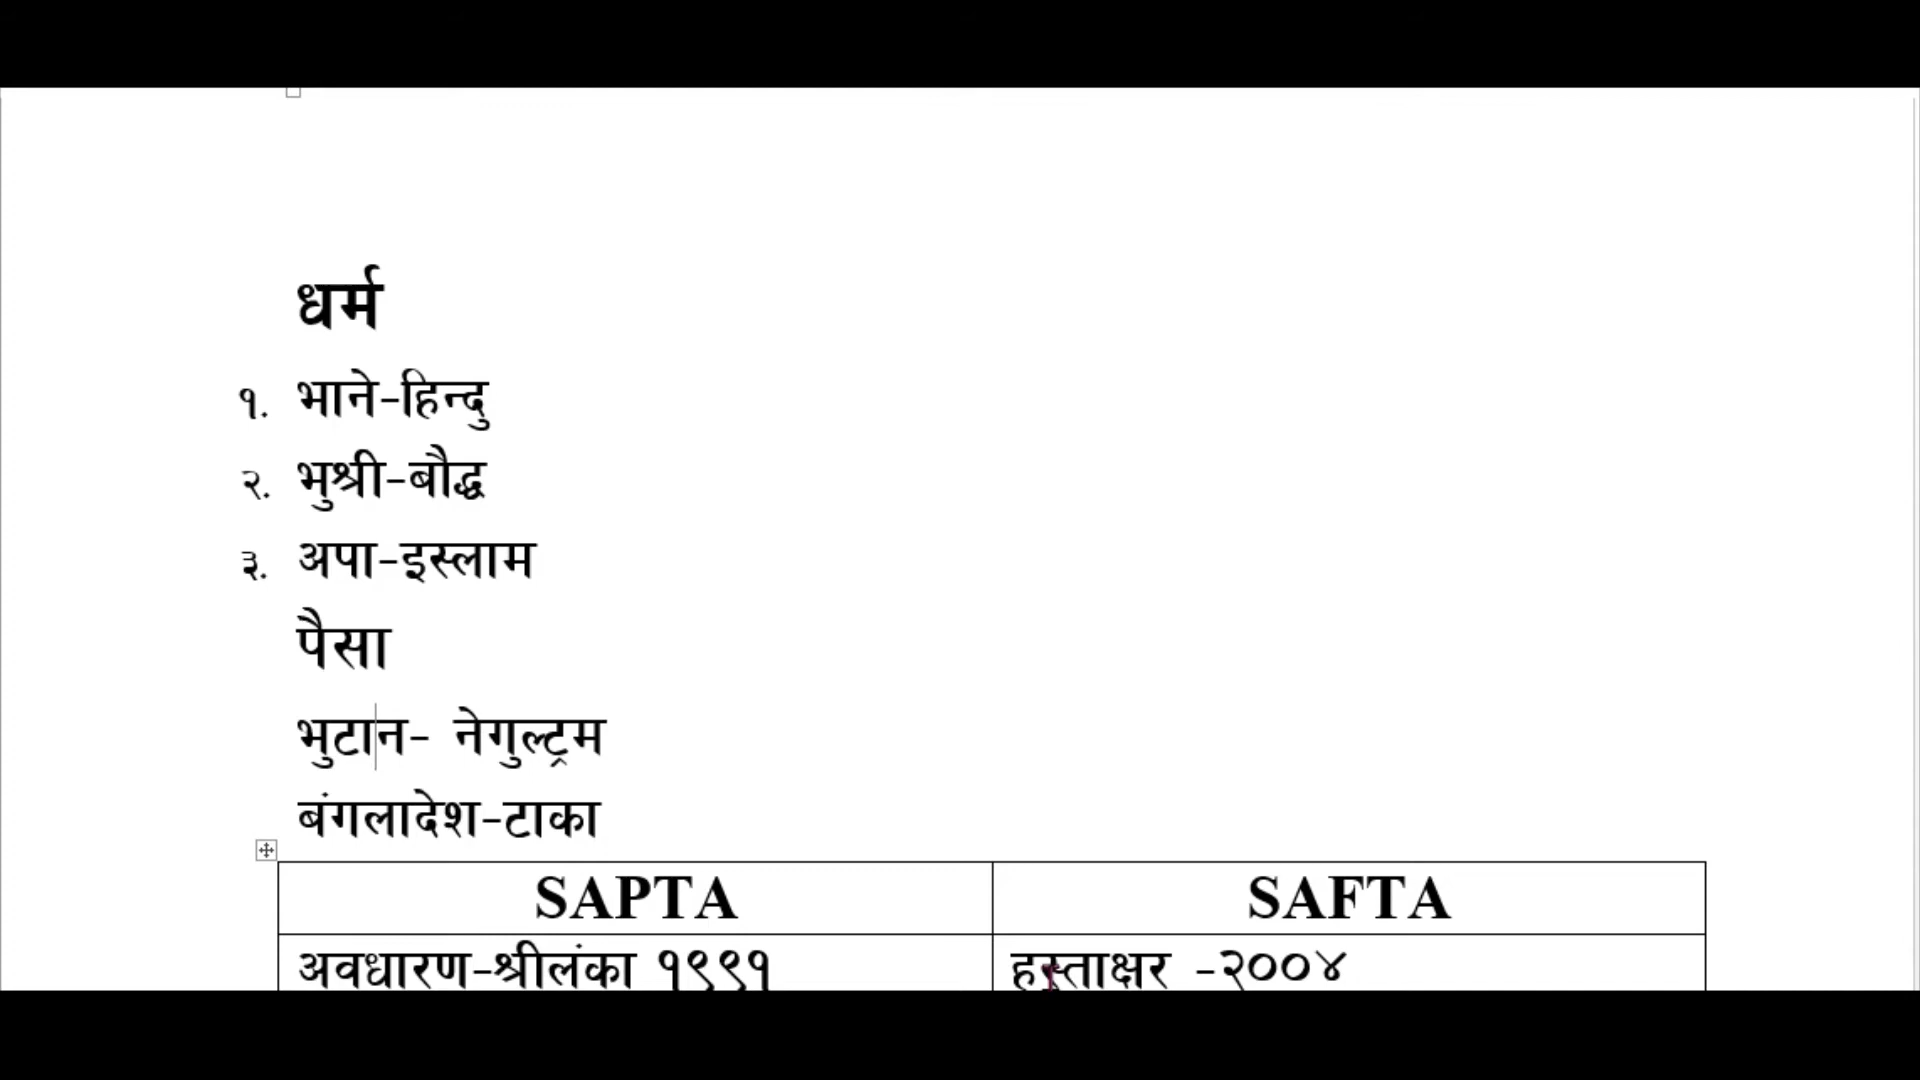 धर्म
१. भाने-हिन्दु
२. भुश्री-बौद्ध
३. अपा-इस्लाम
पैसा
भुटान- नेगुल्ट्रम
बंगलादेश-टाका
SAPTA SAFTA
अवधारण-श्रीलंका १९९१ हस्ताक्षर -२००४